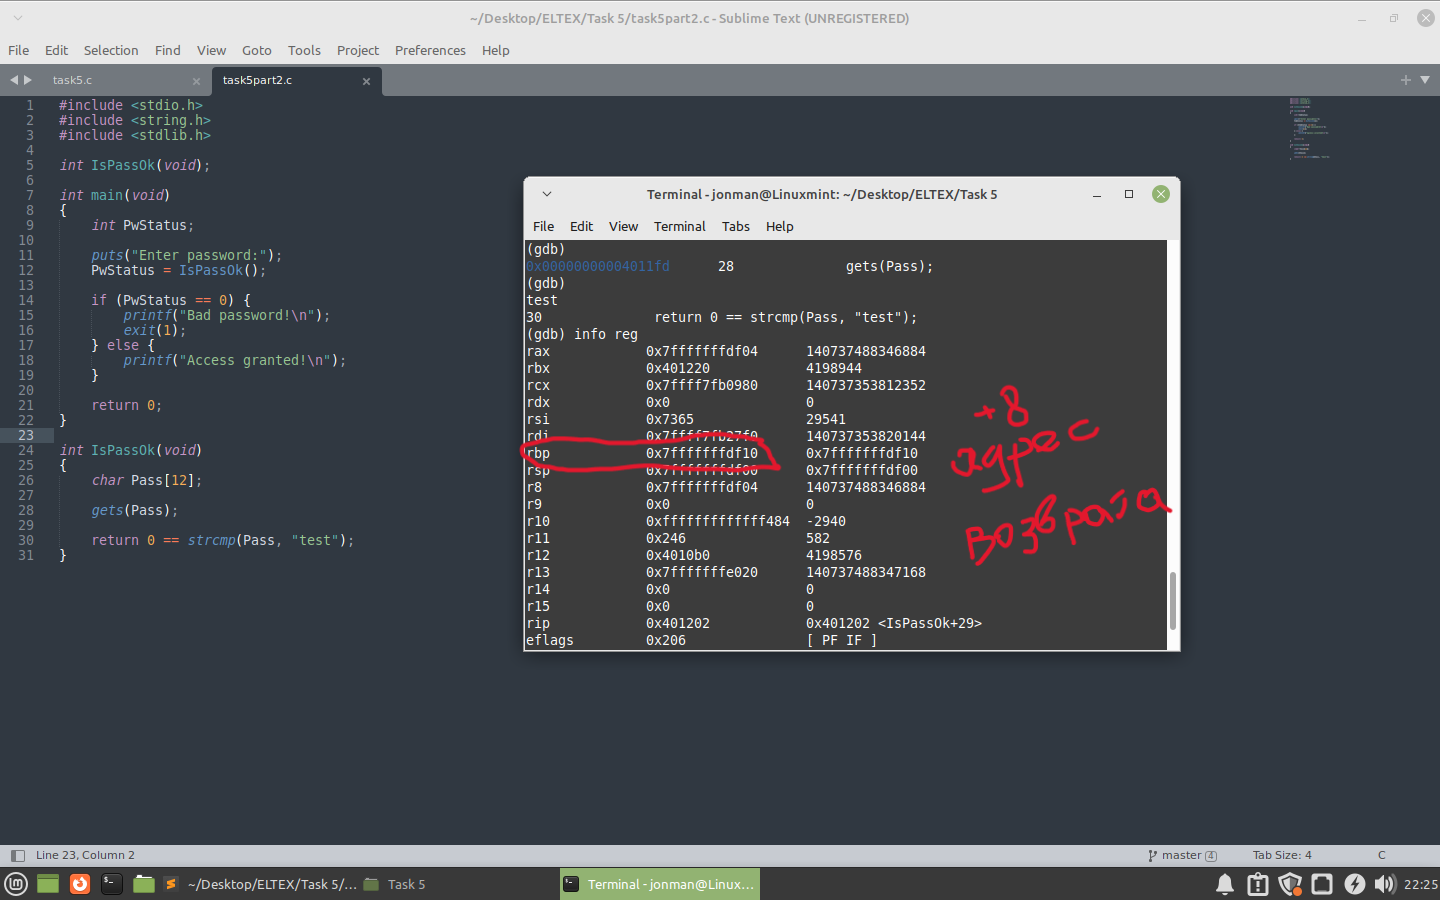 ~/Desktop/ELTEX/Task 5/task5part2.c - Sublime Text (UNREGISTERED)
File Edit Selection Find View Goto Tools Project Preferences Help
task5.c × task5part2.c ×
1 #include <stdio.h>
2 #include <string.h>
3 #include <stdlib.h>
4
5 int IsPassOk(void);
6
7 int main(void)
8 {
9 int PwStatus;
10
11 puts("Enter password:");
12 PwStatus = IsPassOk();
13
14 if (PwStatus == 0) {
15 printf("Bad password!\n");
16 exit(1);
17 } else {
18 printf("Access granted!\n");
19 }
20
21 return 0;
22 }
23
24 int IsPassOk(void)
25 {
26 char Pass[12];
27
28 gets(Pass);
29
30 return 0 == strcmp(Pass, "test");
31 }
Terminal - jonman@Linuxmint: ~/Desktop/ELTEX/Task 5
File Edit View Terminal Tabs Help
(gdb)
0x00000000004011fd 28 gets(Pass);
(gdb)
test
30 return 0 == strcmp(Pass, "test");
(gdb) info reg
rax 0x7fffffffdf04 140737488346884
rbx 0x401220 4198944
rcx 0x7ffff7fb0980 140737353812352
rdx 0x0 0
rsi 0x7365 29541
rdi 0x7ffff7fb27f0 140737353820144
rbp 0x7fffffffdf10 0x7fffffffdf10
rsp 0x7fffffffdf00 0x7fffffffdf00
r8 0x7fffffffdf04 140737488346884
r9 0x0 0
r10 0xfffffffffffff484 -2940
r11 0x246 582
r12 0x4010b0 4198576
r13 0x7fffffffe020 140737488347168
r14 0x0 0
r15 0x0 0
rip 0x401202 0x401202 <IsPassOk+29>
eflags 0x206 [ PF IF ]
+8
адрес
возврата
Line 23, Column 2 master 4 Tab Size: 4 C
~/Desktop/ELTEX/Task 5/... Task 5 Terminal - jonman@Linux... 22:25